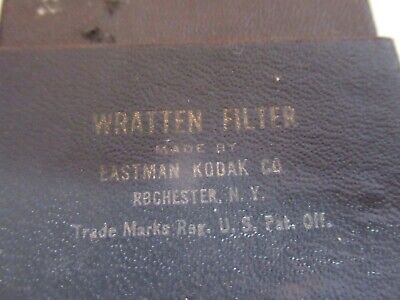 WRATTEN FILTER
MADE BY
EASTMAN KODAK CO
ROCHESTER, N. Y.
Trade Marks Reg. U. S. Pat. Off.